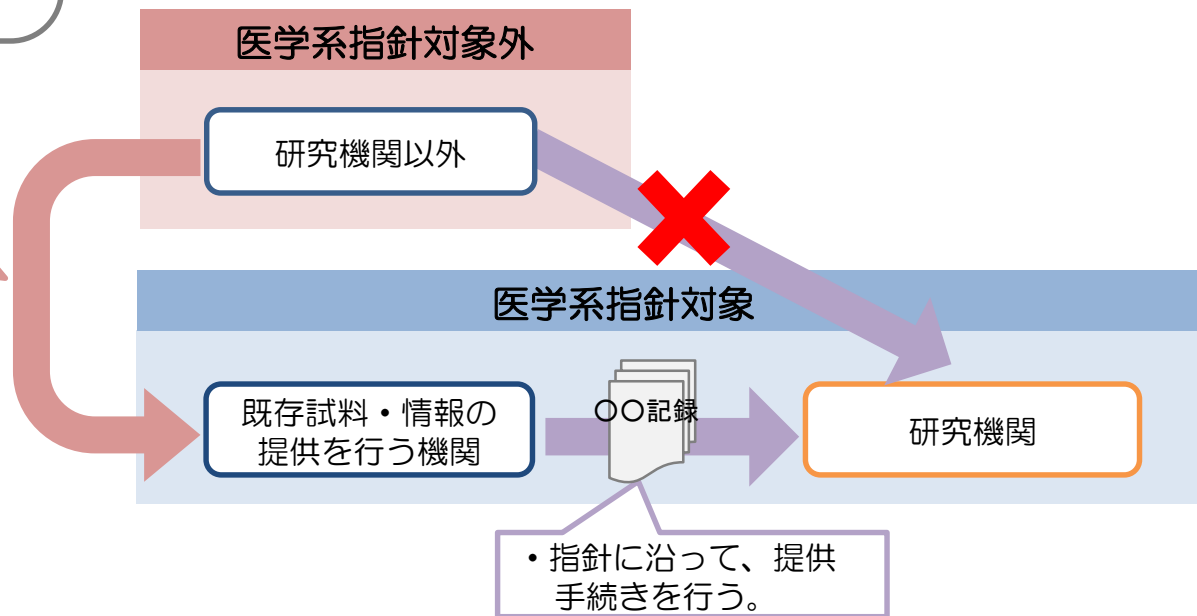 医学系指針対象外
研究機関以外
医学系指針対象
既存試料・情報の
提供を行う機関
〇〇記録
研究機関
・指針に沿って、提供
手続きを行う。